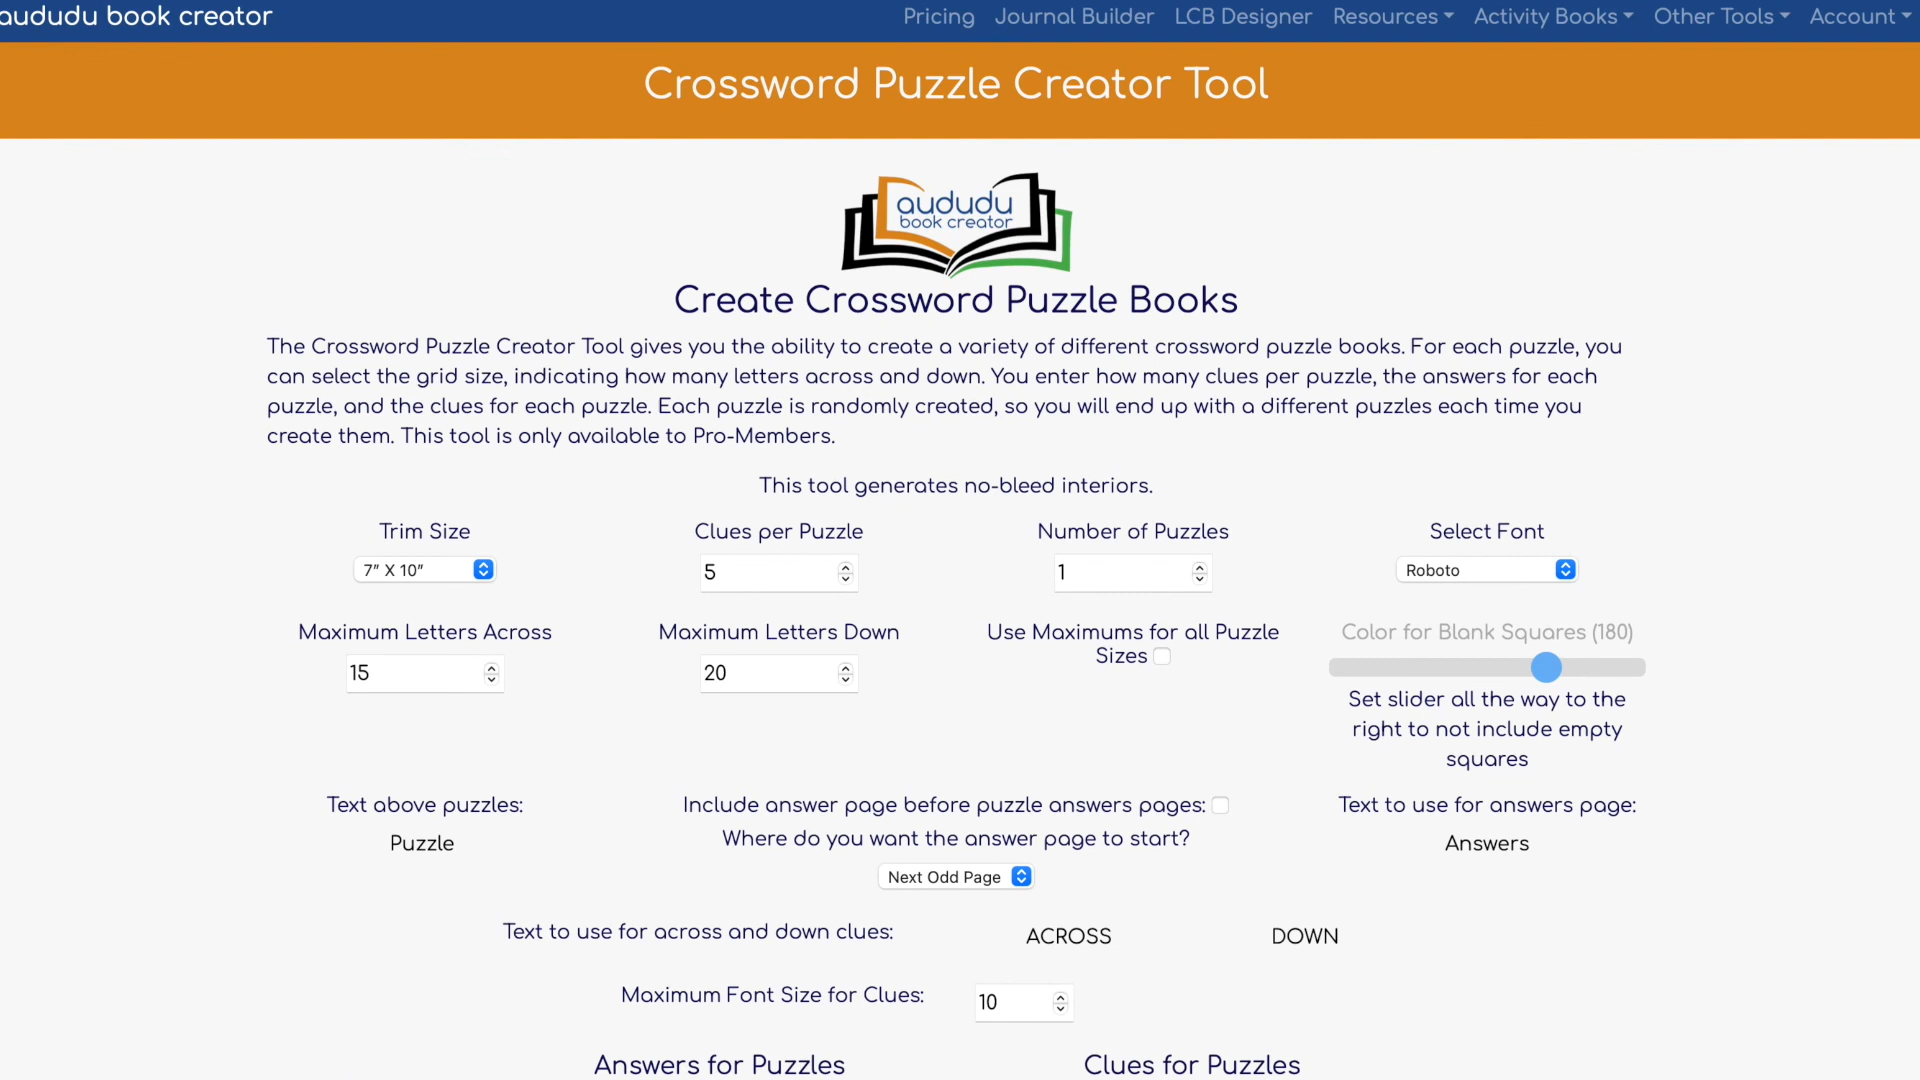 aududu book creator
Pricing Journal Builder LCB Designer Resources Activity Books Other Tools Account
Crossword Puzzle Creator Tool
aududu
book creator
Create Crossword Puzzle Books
The Crossword Puzzle Creator Tool gives you the ability to create a variety of different crossword puzzle books. For each puzzle, you
can select the grid size, indicating how many letters across and down. You enter how many clues per puzzle, the answers for each
puzzle, and the clues for each puzzle. Each puzzle is randomly created, so you will end up with a different puzzles each time you
create them. This tool is only available to Pro-Members.
This tool generates no-bleed interiors.
Trim Size Clues per Puzzle Number of Puzzles Select Font
7" X 10" 5 1 Roboto
Maximum Letters Across Maximum Letters Down Use Maximums for all Puzzle Color for Blank Squares (180)
Sizes
15 20
Set slider all the way to the
right to not include empty
squares
Text above puzzles: Include answer page before puzzle answers pages: Text to use for answers page:
Puzzle Where do you want the answer page to start? Answers
Next Odd Page
Text to use for across and down clues: ACROSS DOWN
Maximum Font Size for Clues: 10
Answers for Puzzles Clues for Puzzles